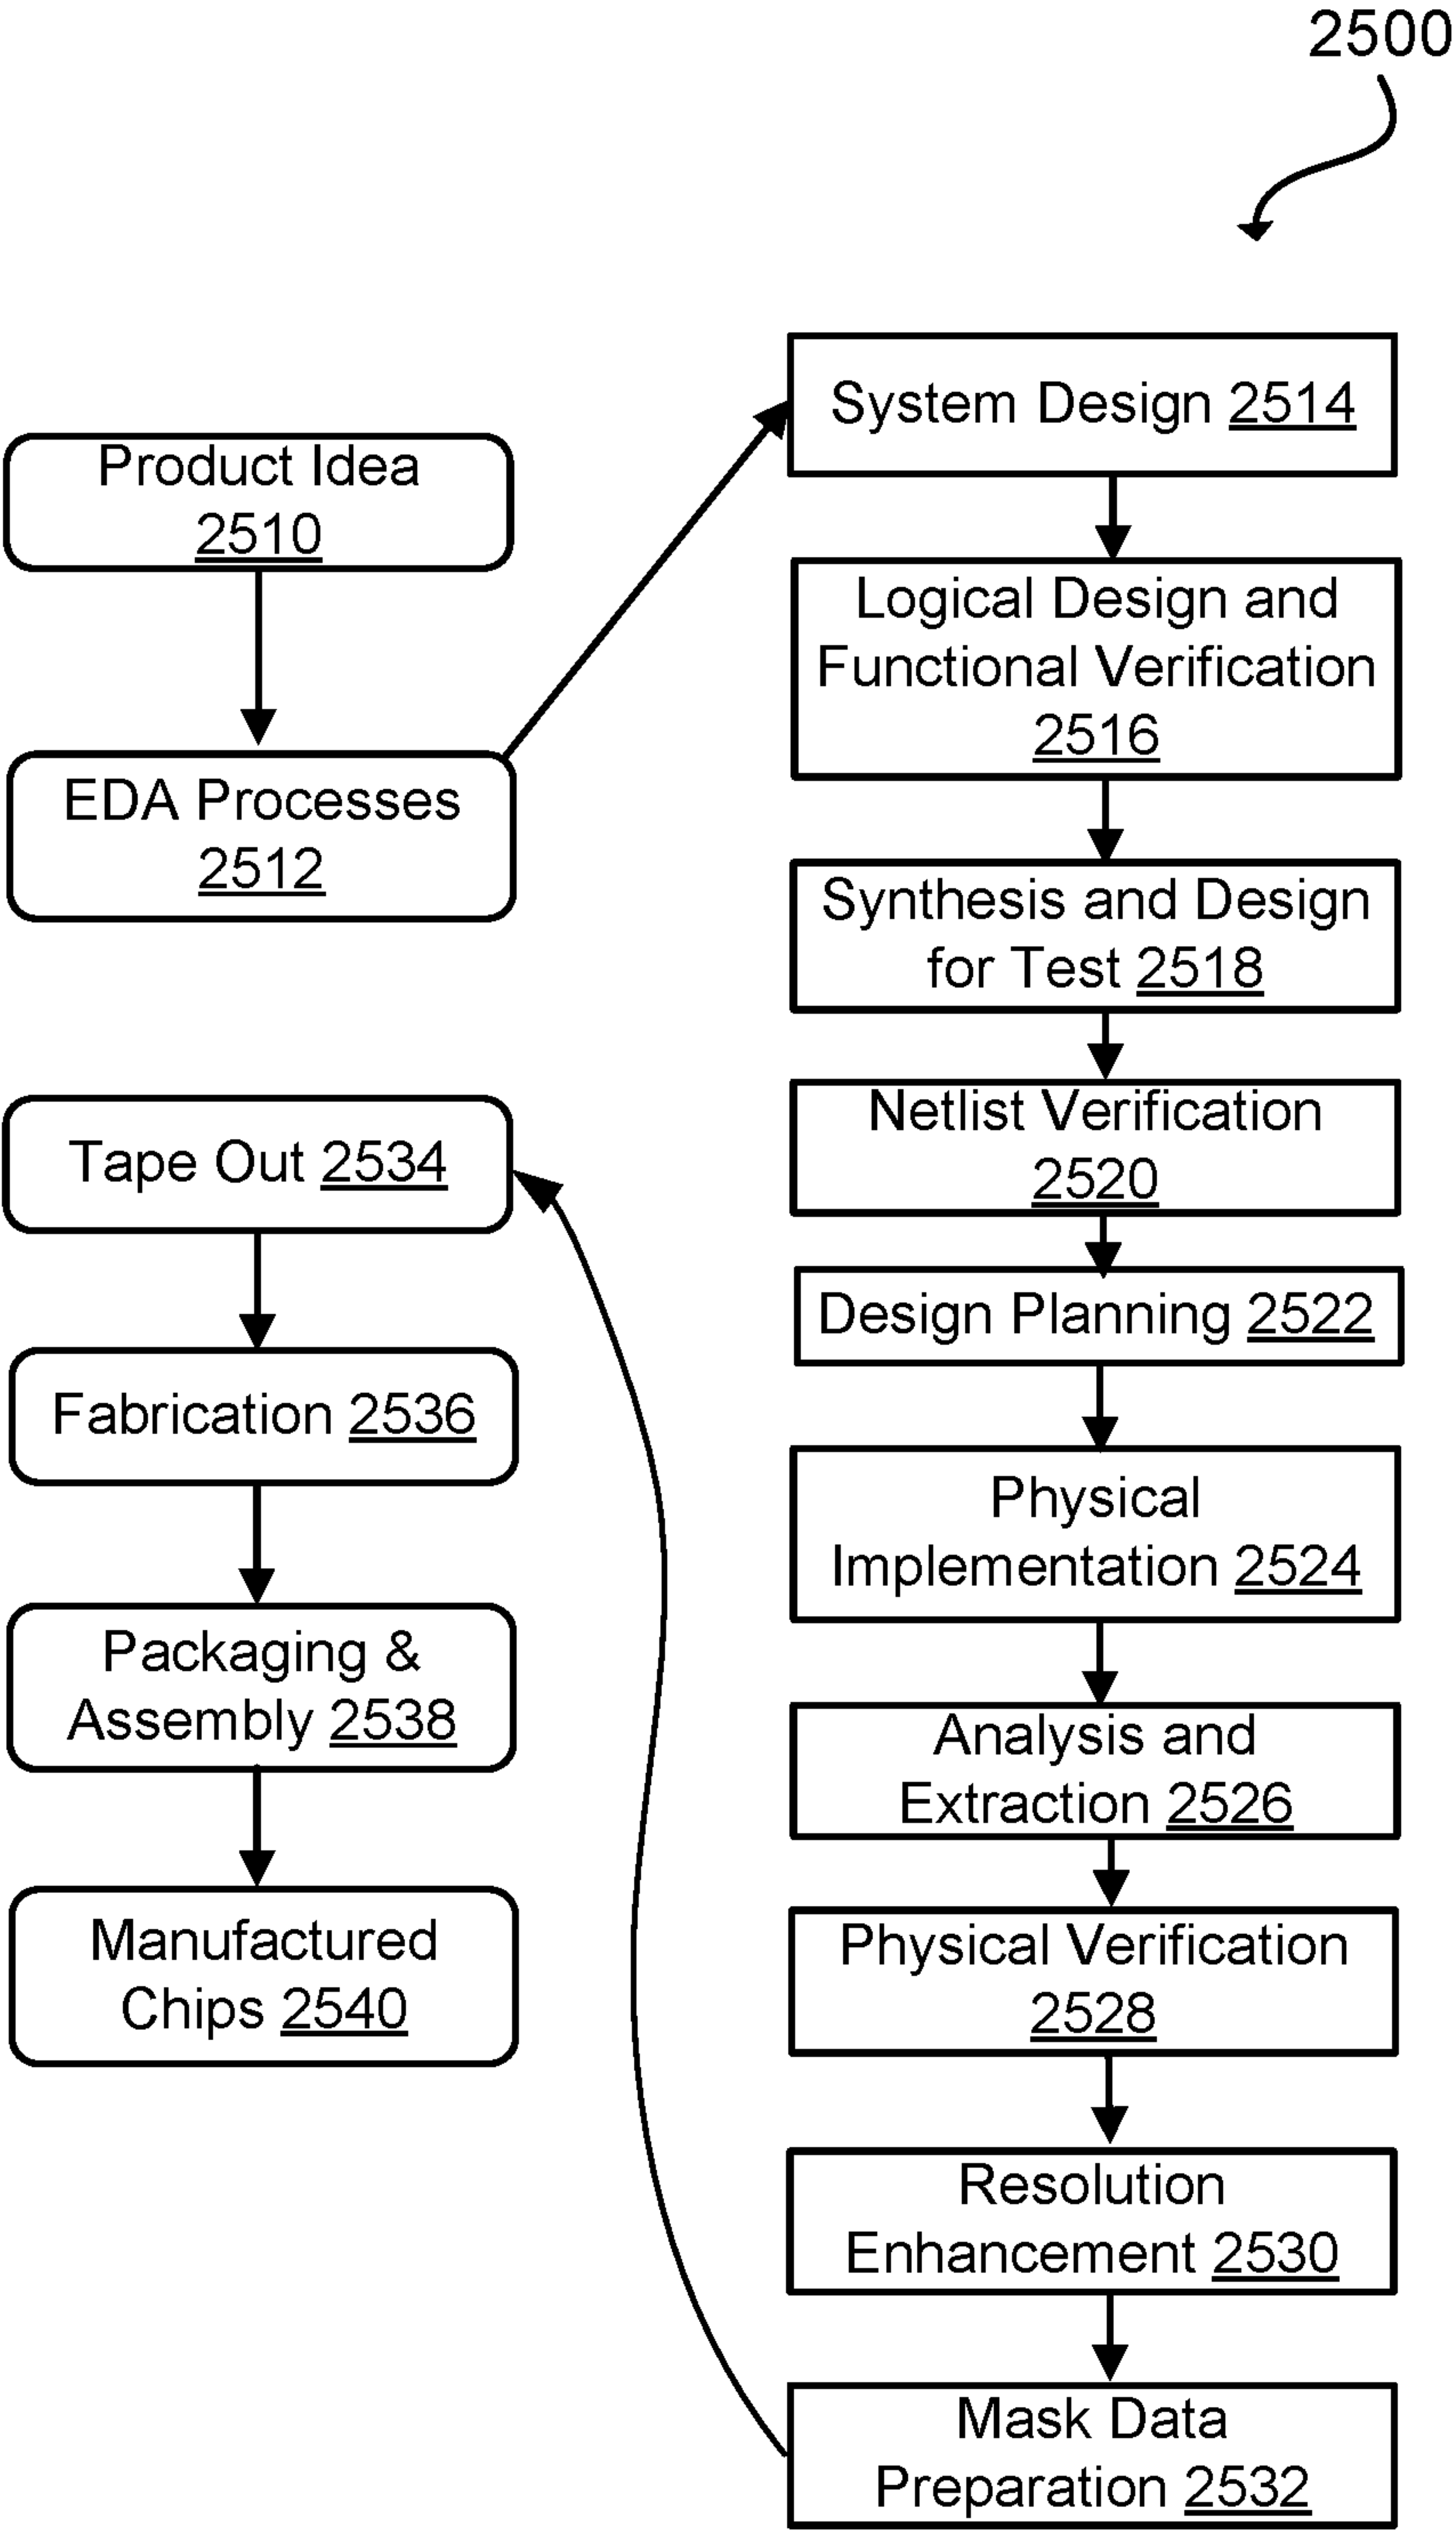 2500
Product Idea
2510
EDA Processes
2512
System Design 2514
Logical Design and
Functional Verification
2516
Synthesis and Design
for Test 2518
Netlist Verification
2520
Design Planning 2522
Physical
Implementation 2524
Analysis and
Extraction 2526
Physical Verification
2528
Resolution
Enhancement 2530
Mask Data
Preparation 2532
Tape Out 2534
Fabrication 2536
Packaging &
Assembly 2538
Manufactured
Chips 2540